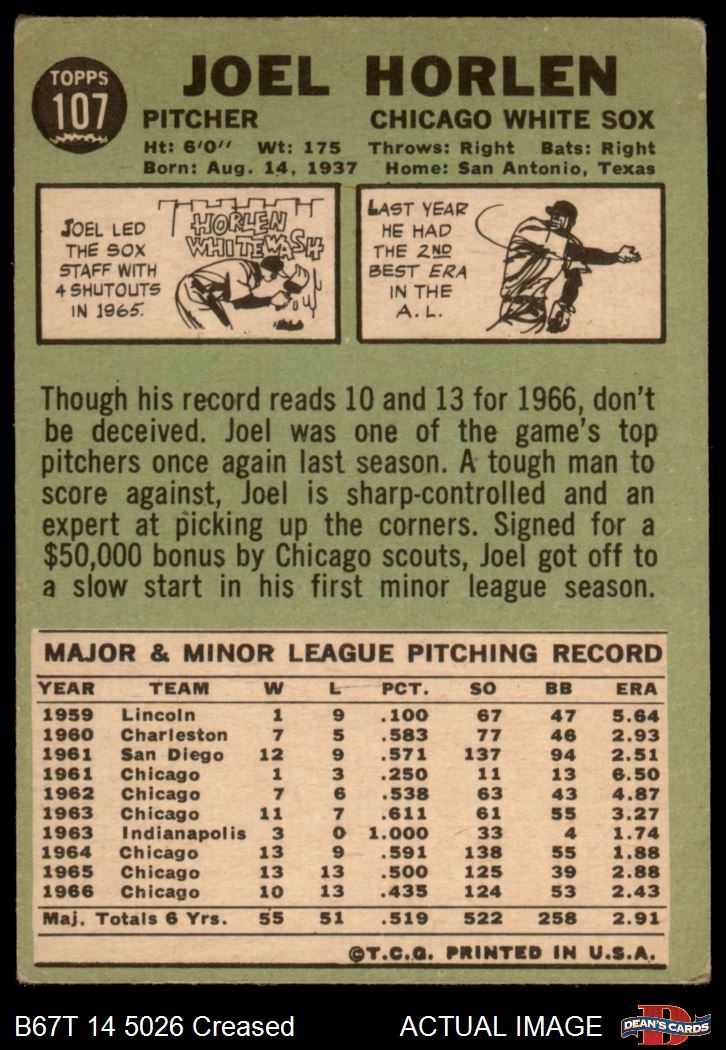 TOPPS
107
JOEL HORLEN
PITCHER CHICAGO WHITE SOX
Ht: 6'0" Wt: 175 Throws: Right Bats: Right
Born: Aug. 14, 1937 Home: San Antonio, Texas
JOEL LED
THE SOX
STAFF WITH
4 SHUTOUTS
IN 1965.
HORLEN
WHITEWASH
LAST YEAR
HE HAD
THE 2ND
BEST ERA
IN THE
A.L.
Though his record reads 10 and 13 for 1966, don't
be deceived. Joel was one of the game's top
pitchers once again last season. A tough man to
score against, Joel is sharp-controlled and an
expert at picking up the corners. Signed for a
$50,000 bonus by Chicago scouts, Joel got off to
a slow start in his first minor league season.
MAJOR & MINOR LEAGUE PITCHING RECORD
YEAR TEAM W L PCT. SO BB ERA
1959 Lincoln 1 9 .100 67 47 5.64
1960 Charleston 7 5 .583 77 46 2.93
1961 San Diego 12 9 .571 137 94 2.51
1961 Chicago 1 3 .250 11 13 6.50
1962 Chicago 7 6 .538 63 43 4.87
1963 Chicago 11 7 .611 61 55 3.27
1963 Indianapolis 3 0 1.000 33 4 1.74
1964 Chicago 13 9 .591 138 55 1.88
1965 Chicago 13 13 .500 125 39 2.88
1966 Chicago 10 13 .435 124 53 2.43
Maj. Totals 6 Yrs. 55 51 .519 522 258 2.91
©T.C.G. PRINTED IN U.S.A.
B67T 14 5026 Creased ACTUAL IMAGE
D
DEAN'S CARDS